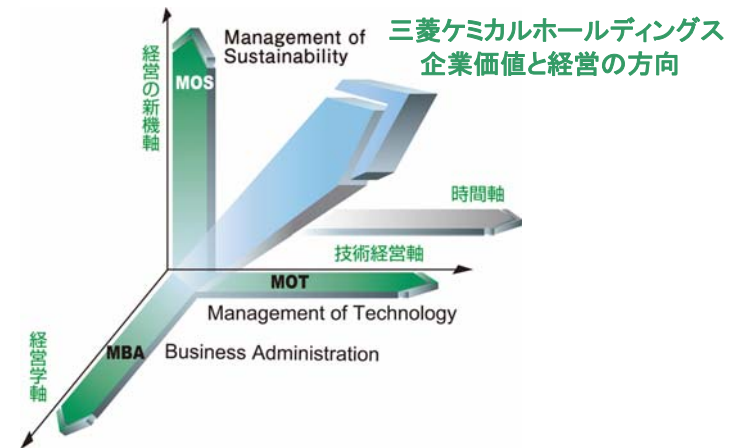 三菱ケミカルホールディングス
企業価値と経営の方向
Management of
Sustainability
MOS
経営の新機軸
時間軸
技術経営軸
MOT
Management of Technology
MBA
Business Administration
経営学軸